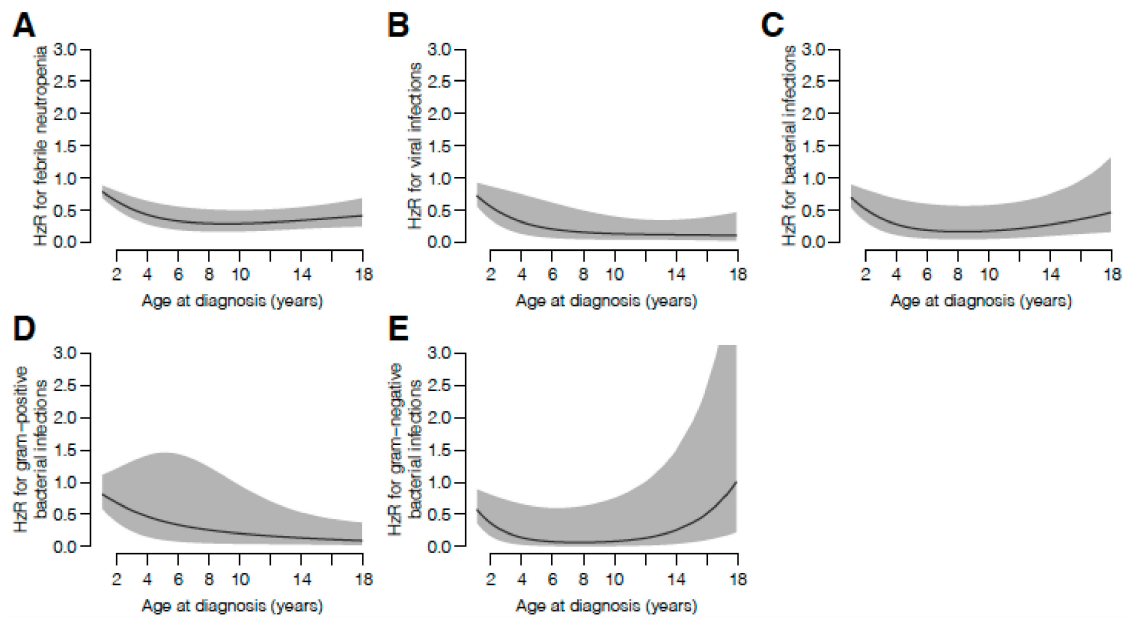 A
HzR for febrile neutropenia
3.0
2.5
2.0
1.5
1.0
0.5
0.0
2 4 6 8 10 14 18
Age at diagnosis (years)
B
HzR for viral infections
3.0
2.5
2.0
1.5
1.0
0.5
0.0
2 4 6 8 10 14 18
Age at diagnosis (years)
C
HzR for bacterial infections
3.0
2.5
2.0
1.5
1.0
0.5
0.0
2 4 6 8 10 14 18
Age at diagnosis (years)
D
HzR for gram−positive
bacterial infections
3.0
2.5
2.0
1.5
1.0
0.5
0.0
2 4 6 8 10 14 18
Age at diagnosis (years)
E
HzR for gram−negative
bacterial infections
3.0
2.5
2.0
1.5
1.0
0.5
0.0
2 4 6 8 10 14 18
Age at diagnosis (years)